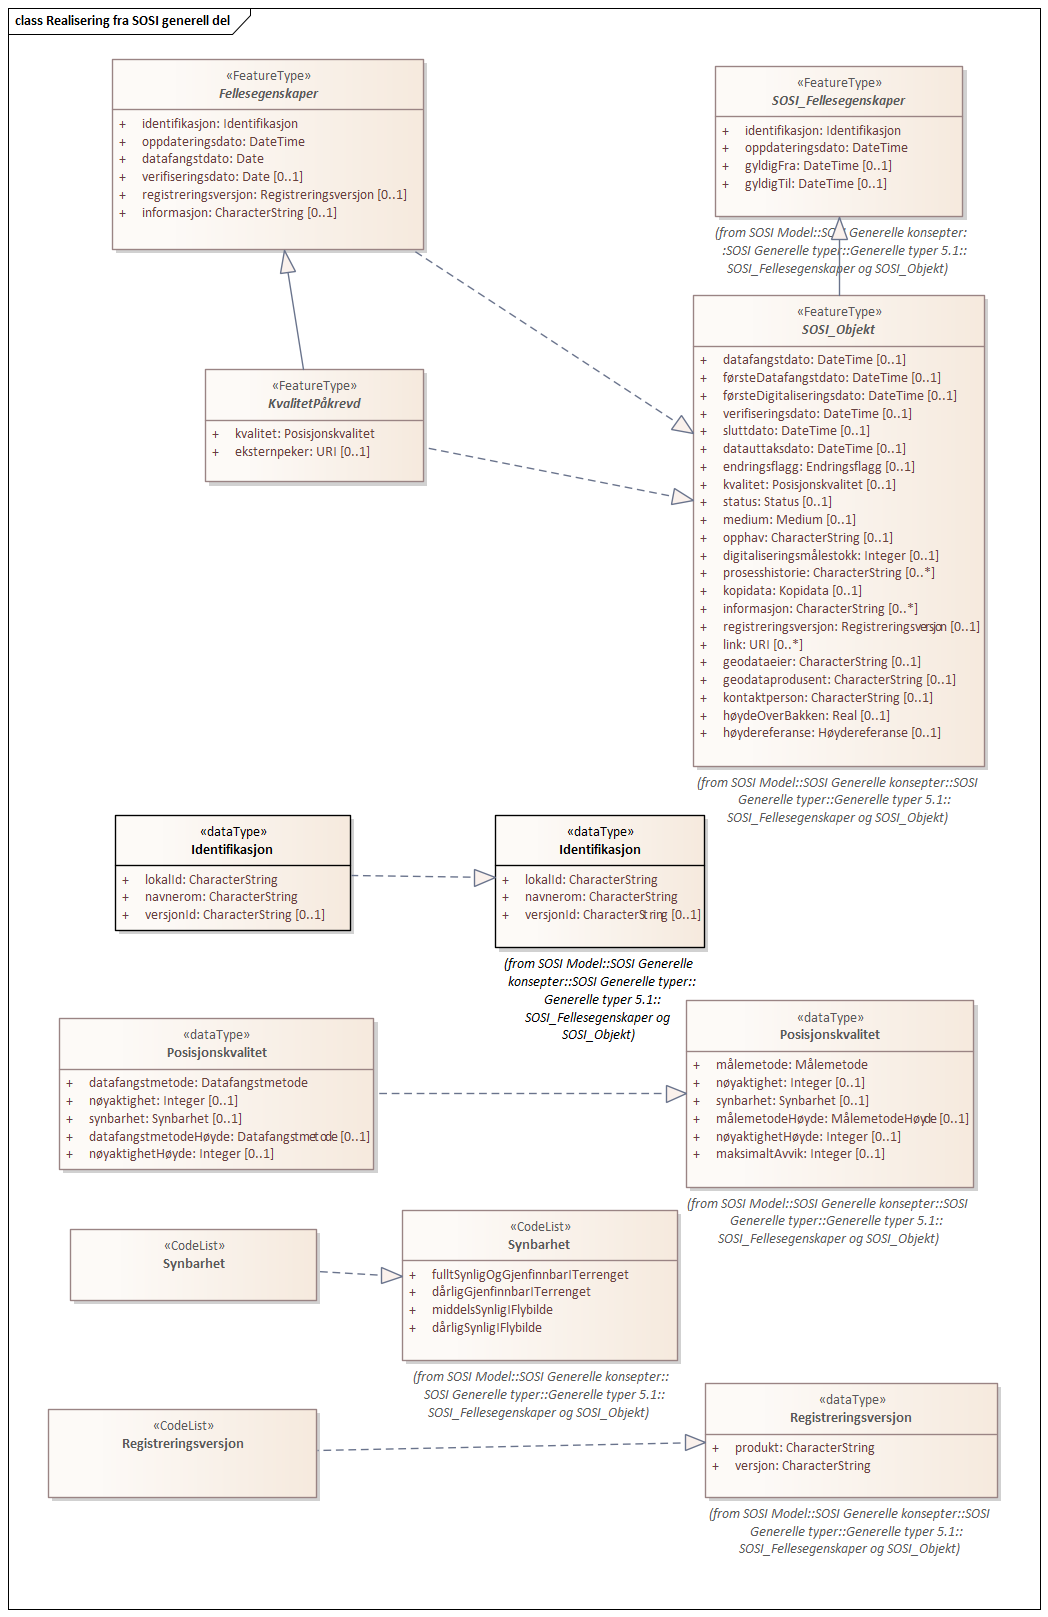 class Realisering fra SOSI generell del
«FeatureType»
Fellesegenskaper
+ identifikasjon: Identifikasjon
+ oppdateringsdato: DateTime
+ datafangstdato: Date
+ verifiseringsdato: Date [0..1]
+ registreringsversjon: Registreringsversjon [0..1]
+ informasjon: CharacterString [0..1]
«FeatureType»
SOSI_Fellesegenskaper
+ identifikasjon: Identifikasjon
+ oppdateringsdato: DateTime
+ gyldigFra: DateTime [0..1]
+ gyldigTil: DateTime [0..1]
(from SOSI Model::SOSI Generelle konsepter:
:SOSI Generelle typer::Generelle typer 5.1::
SOSI_Fellesegenskaper og SOSI_Objekt)
«FeatureType»
KvalitetPåkrevd
+ kvalitet: Posisjonskvalitet
+ eksternpeker: URI [0..1]
«FeatureType»
SOSI_Objekt
+ datafangstdato: DateTime [0..1]
+ førsteDatafangstdato: DateTime [0..1]
+ førsteDigitaliseringsdato: DateTime [0..1]
+ verifiseringsdato: DateTime [0..1]
+ sluttdato: DateTime [0..1]
+ datauttaksdato: DateTime [0..1]
+ endringsflagg: Endringsflagg [0..1]
+ kvalitet: Posisjonskvalitet [0..1]
+ status: Status [0..1]
+ medium: Medium [0..1]
+ opphav: CharacterString [0..1]
+ digitaliseringsmålestokk: Integer [0..1]
+ prosesshistorie: CharacterString [0..*]
+ kopidata: Kopidata [0..1]
+ informasjon: CharacterString [0..*]
+ registreringsversjon: Registreringsversjon [0..1]
+ link: URI [0..*]
+ geodataeier: CharacterString [0..1]
+ geodataprodusent: CharacterString [0..1]
+ kontaktperson: CharacterString [0..1]
+ høydeOverBakken: Real [0..1]
+ høydereferanse: Høydereferanse [0..1]
(from SOSI Model::SOSI Generelle konsepter::SOSI
Generelle typer::Generelle typer 5.1::
SOSI_Fellesegenskaper og SOSI_Objekt)
«dataType»
Identifikasjon
+ lokalId: CharacterString
+ navnerom: CharacterString
+ versjonId: CharacterString [0..1]
«dataType»
Identifikasjon
+ lokalId: CharacterString
+ navnerom: CharacterString
+ versjonId: CharacterString [0..1]
(from SOSI Model::SOSI Generelle
konsepter::SOSI Generelle typer::
Generelle typer 5.1::
SOSI_Fellesegenskaper og
SOSI_Objekt)
«dataType»
Posisjonskvalitet
+ datafangstmetode: Datafangstmetode
+ nøyaktighet: Integer [0..1]
+ synbarhet: Synbarhet [0..1]
+ datafangstmetodeHøyde: Datafangstmetode [0..1]
+ nøyaktighetHøyde: Integer [0..1]
«dataType»
Posisjonskvalitet
+ målemetode: Målemetode
+ nøyaktighet: Integer [0..1]
+ synbarhet: Synbarhet [0..1]
+ målemetodeHøyde: MålemetodeHøyde [0..1]
+ nøyaktighetHøyde: Integer [0..1]
+ maksimaltAvvik: Integer [0..1]
(from SOSI Model::SOSI Generelle konsepter::SOSI
Generelle typer::Generelle typer 5.1::
SOSI_Fellesegenskaper og SOSI_Objekt)
«CodeList»
Synbarhet
«CodeList»
Synbarhet
+ fulltSynligOgGjenfinnbarITerrenget
+ dårligGjenfinnbarITerrenget
+ middelsSynligIFlybilde
+ dårligSynligIFlybilde
(from SOSI Model::SOSI Generelle konsepter::
SOSI Generelle typer::Generelle typer 5.1::
SOSI_Fellesegenskaper og SOSI_Objekt)
«CodeList»
Registreringsversjon
«dataType»
Registreringsversjon
+ produkt: CharacterString
+ versjon: CharacterString
(from SOSI Model::SOSI Generelle konsepter::SOSI
Generelle typer::Generelle typer 5.1::
SOSI_Fellesegenskaper og SOSI_Objekt)